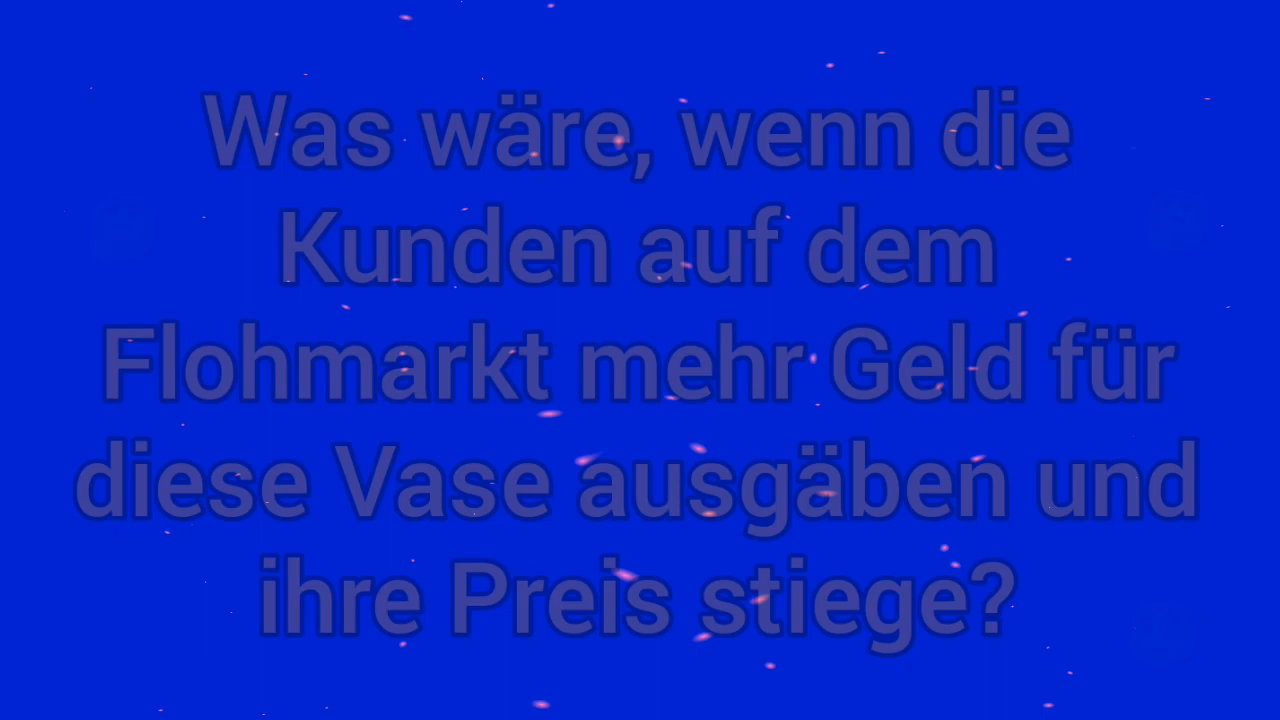 Was wäre, wenn die
Kunden auf dem
Flohmarkt mehr Geld für
diese Vase ausgäben und
ihre Preis stiege?